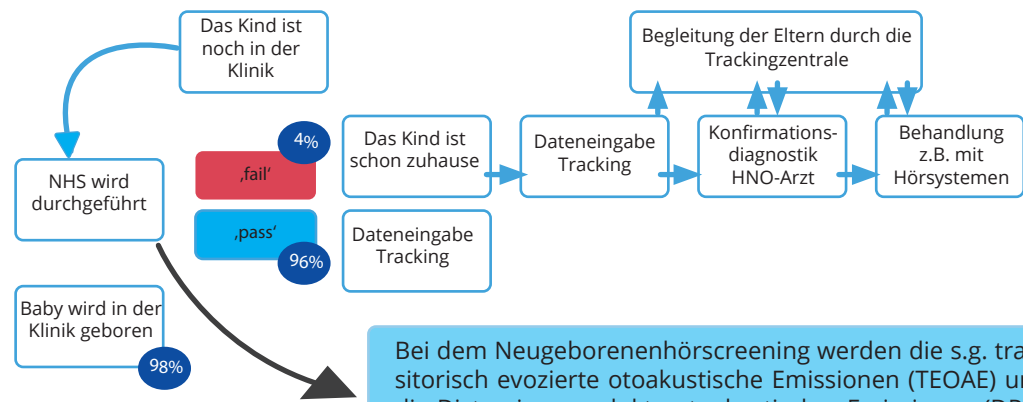 Das Kind ist
noch in der
Klinik
Begleitung der Eltern durch die
Trackingzentrale
NHS wird
durchgeführt
4%
‚fail‘
‚pass‘
96%
Das Kind ist
schon zuhause
Dateneingabe
Tracking
Dateneingabe
Tracking
Konfirmations-
diagnostik
HNO-Arzt
Behandlung
z.B. mit
Hörsystemen
Baby wird in der
Klinik geboren
98%
Bei dem Neugeborenenhörscreening werden die s.g.
sitorisch evozierte otoakustische Emissionen (TEOAE)